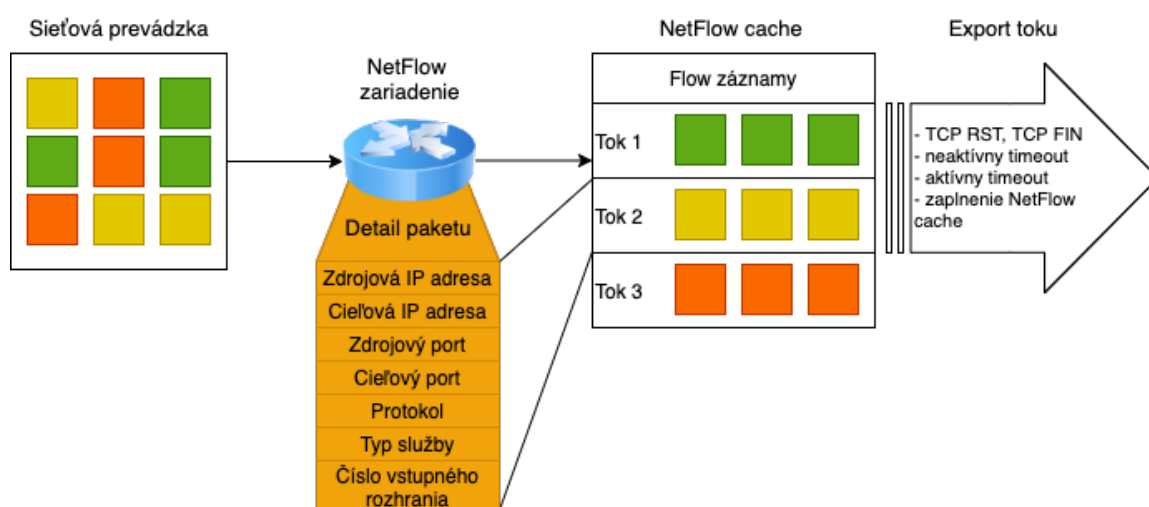 Sieťová prevádzka
NetFlow
zariadenie
Detail paketu
Zdrojová IP adresa
Cieľová IP adresa
Zdrojový port
Cieľový port
Protokol
Typ služby
Číslo vstupného
rozhrania
NetFlow cache
Flow záznamy
Tok 1
Tok 2
Tok 3
Export toku
- TCP RST, TCP FIN
- neaktívny timeout
- aktívny timeout
- zaplnenie NetFlow
cache